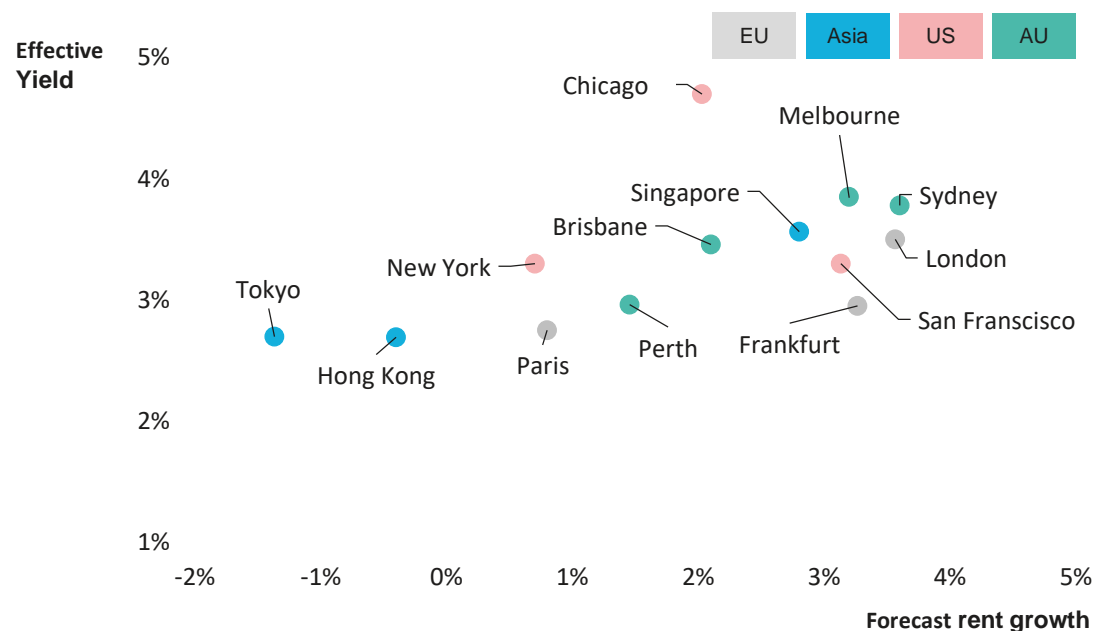 Effective
Yield
EU
Asia
US
AU
5%
Chicago
Melbourne
4%
Singapore
Sydney
Brisbane
London
New York
3%
Tokyo
San Franscisco
Perth
Frankfurt
Paris
Hong Kong
2%
1%
-2%
-1%
0%
1%
2%
3%
4%
5%
Forecast rent growth